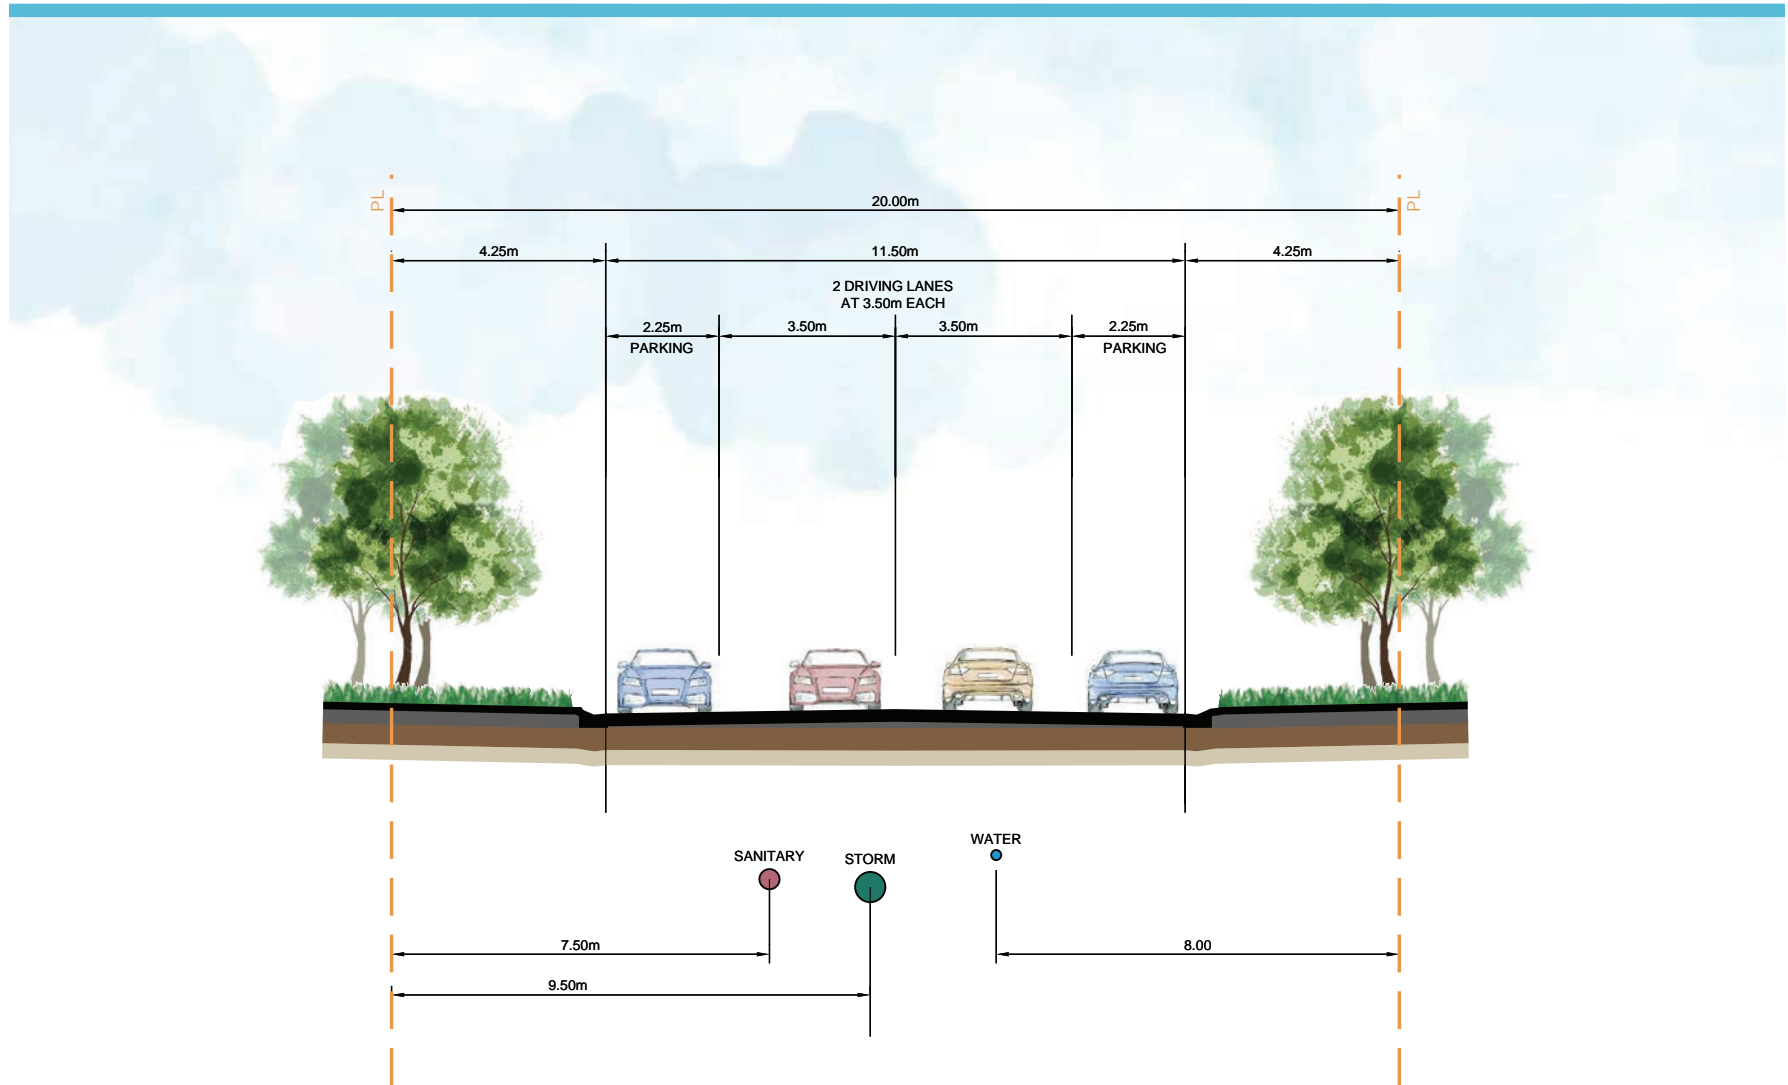 PL
PL
20.00m
4.25m
11.50m
4.25m
2 DRIVING LANES
AT 3.50m EACH
2.25m
3.50m
3.50m
2.25m
PARKING
PARKING
WATER
SANITARY
STORM
7.50m
8.00
9.50m